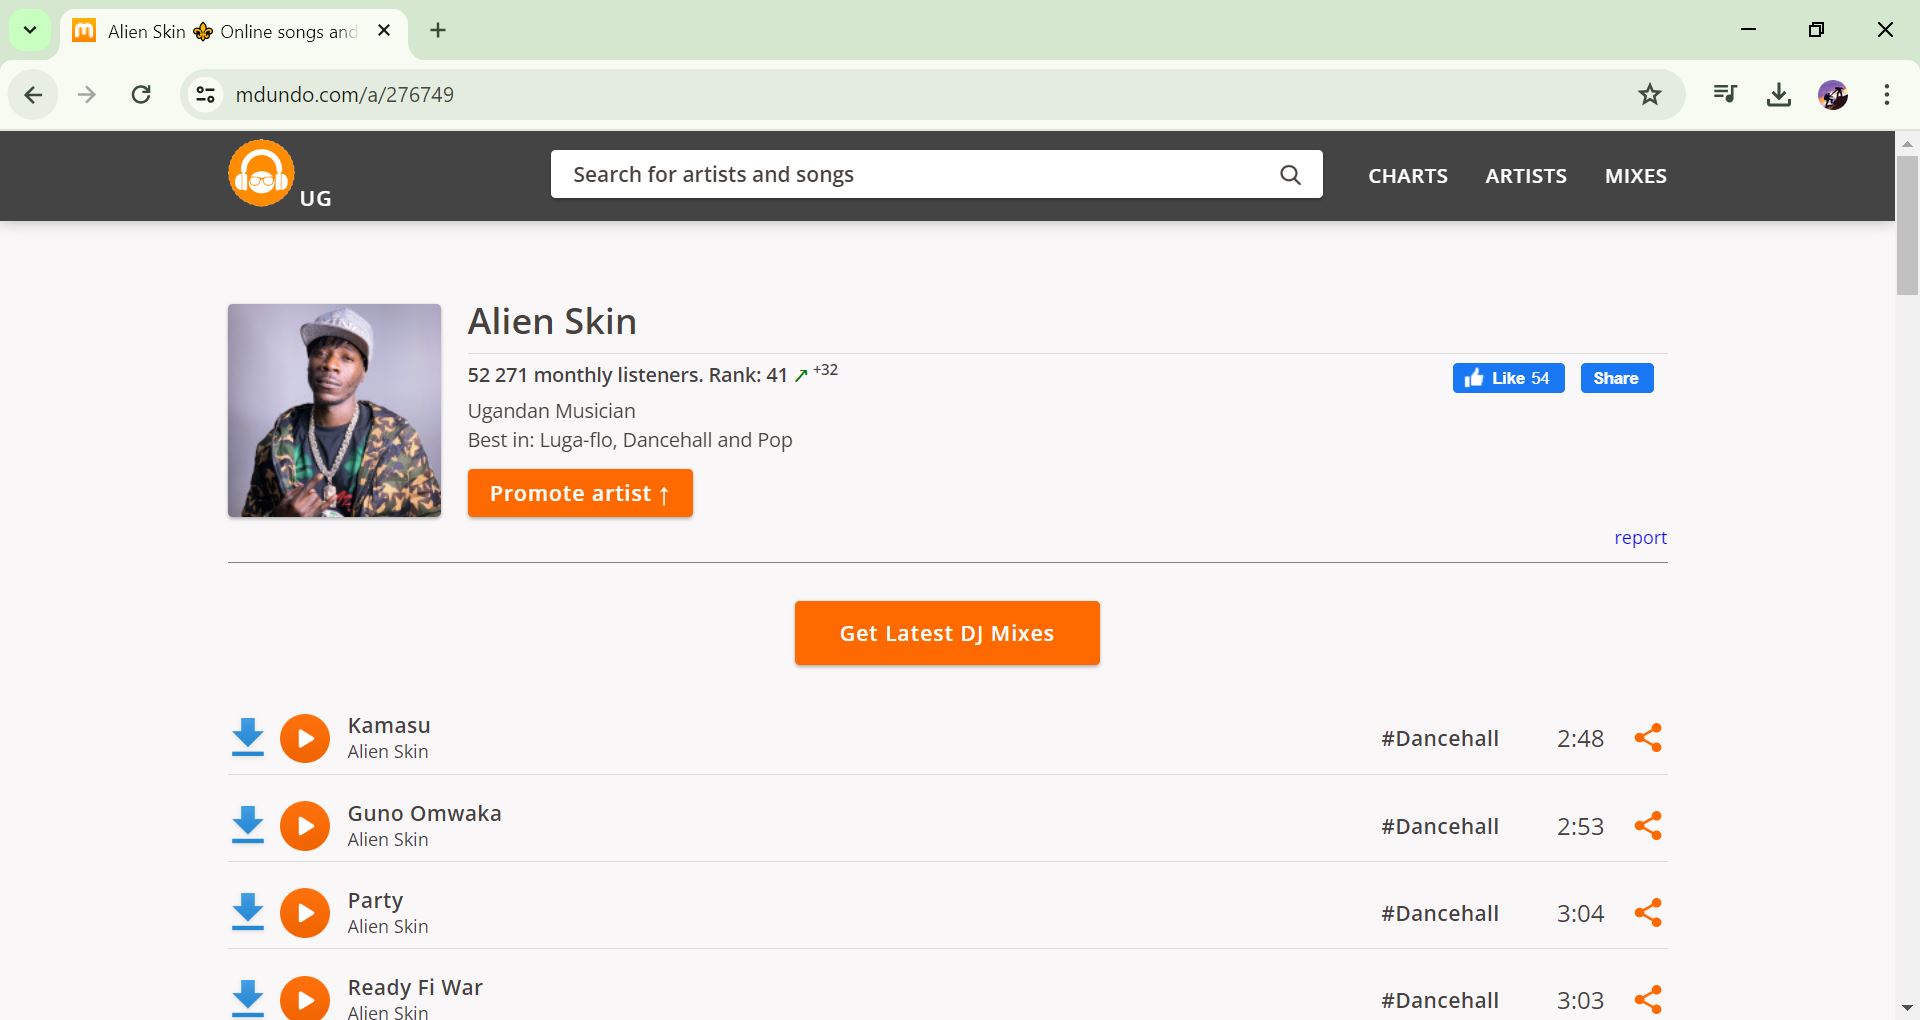 Alien Skin ⚜ Online songs and
mdundo.com/a/276749
UG
Search for artists and songs
CHARTS
ARTISTS
MIXES
Alien Skin
52 271 monthly listeners. Rank: 41 ↗ +32
Like 54
Share
Ugandan Musician
Best in: Luga-flo, Dancehall and Pop
Promote artist ↑
report
Get Latest DJ Mixes
Kamasu
Alien Skin
#Dancehall
2:48
Guno Omwaka
Alien Skin
#Dancehall
2:53
Party
Alien Skin
#Dancehall
3:04
Ready Fi War
Alien Skin
#Dancehall
3:03